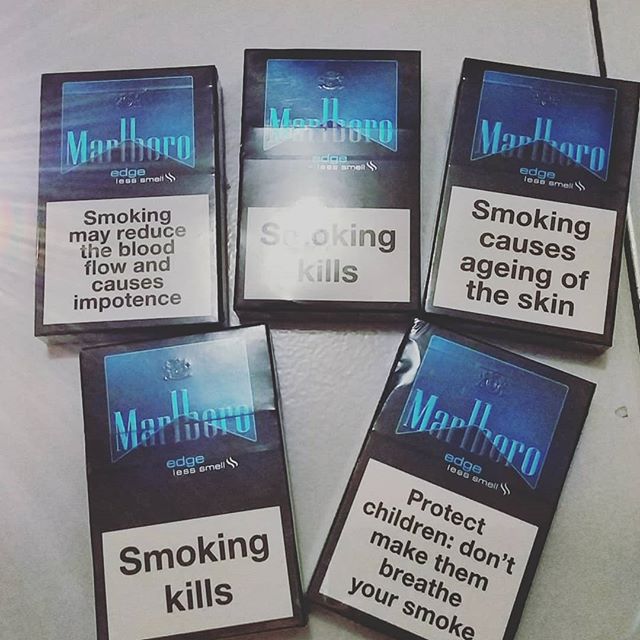 Marlboro
edge
less smell
Smoking
may reduce
the blood
flow and
causes
impotence
Marlboro
edge
less smell
Smoking
kills
Marlboro
edge
less smell
Smoking
causes
ageing of
the skin
Marlboro
edge
less smell
Smoking
kills
Marlboro
edge
less smell
Protect
children: don't
make them
breathe
your smoke